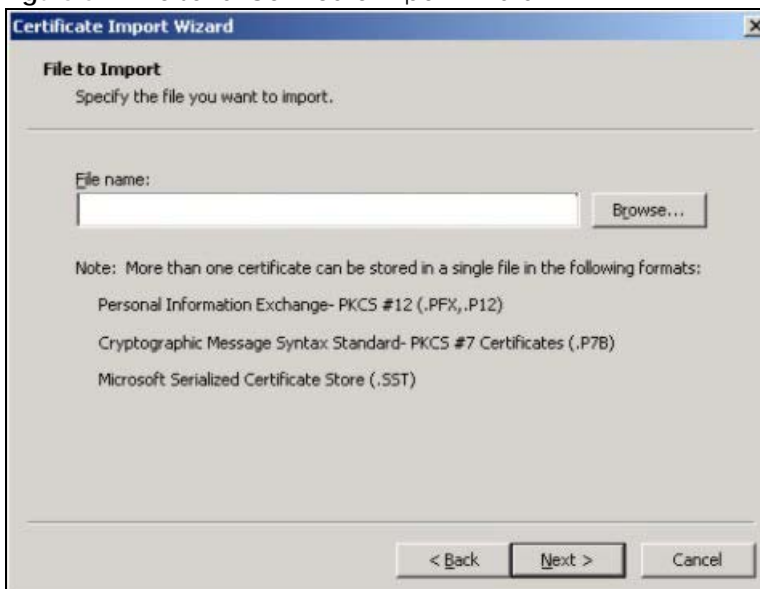 Certificate Import Wizard
File to Import
Specify the file you want to import.
File name:
Browse...
Note: More than one certificate can be stored in a single file in the following formats:
Personal Information Exchange- PKCS #12 (.PFX,.P12)
Cryptographic Message Syntax Standard- PKCS #7 Certificates (.P7B)
Microsoft Serialized Certificate Store (.SST)
< Back
Next >
Cancel